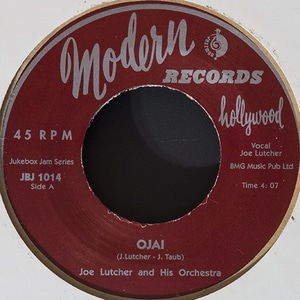 Modern
RECORDS
hollywood
45 RPM
Jukebox Jam Series
JBJ 1014
Side A
Vocal
Joe Lutcher
BMG Music Pub Ltd
Time 4: 07
OJAI
(J.Lutcher - J. Taub)
Joe Lutcher and His Orchestra